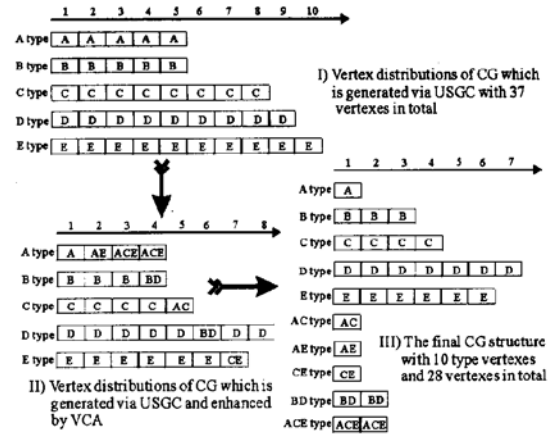 1 2 3 4 5 6 7 8 9 10
A type A A A A A
B type B B B B B
C type C C C C C C C C
D type D D D D D D D D D
E type E E E E E E E E E E
I) Vertex distributions of CG which
is generated via USGC with 37
vertexes in total
1 2 3 4 5 6 7 8
A type A AE ACE ACE
B type B B B BD
C type C C C C AC
D type D D D D D BD D D
E type E E E E E E CE
II) Vertex distributions of CG which is
generated via USGC and enhanced
by VCA
1 2 3 4 5 6 7
A type A
B type B B B
C type C C C C
D type D D D D D D D
E type E E E E E E
AC type AC
AE type AE
CE type CE
BD type BD BD
ACE type ACE ACE
III) The final CG structure
with 10 type vertexes
and 28 vertexes in total